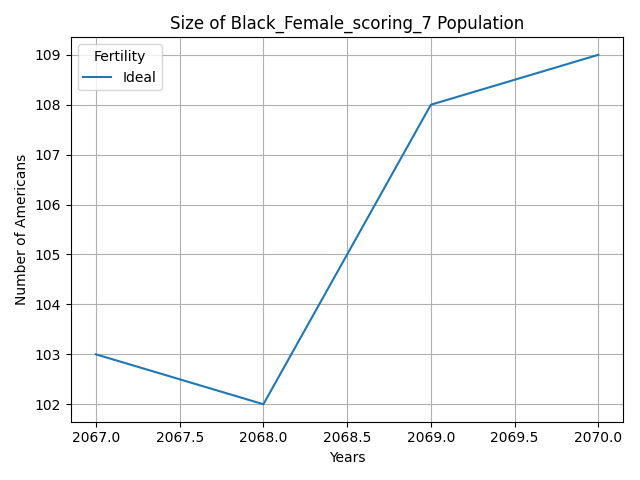 Size of Black_Female_scoring_7 Population
Fertility
Ideal
Number of Americans
109
108
107
106
105
104
103
102
2067.0 2067.5 2068.0 2068.5 2069.0 2069.5 2070.0
Years